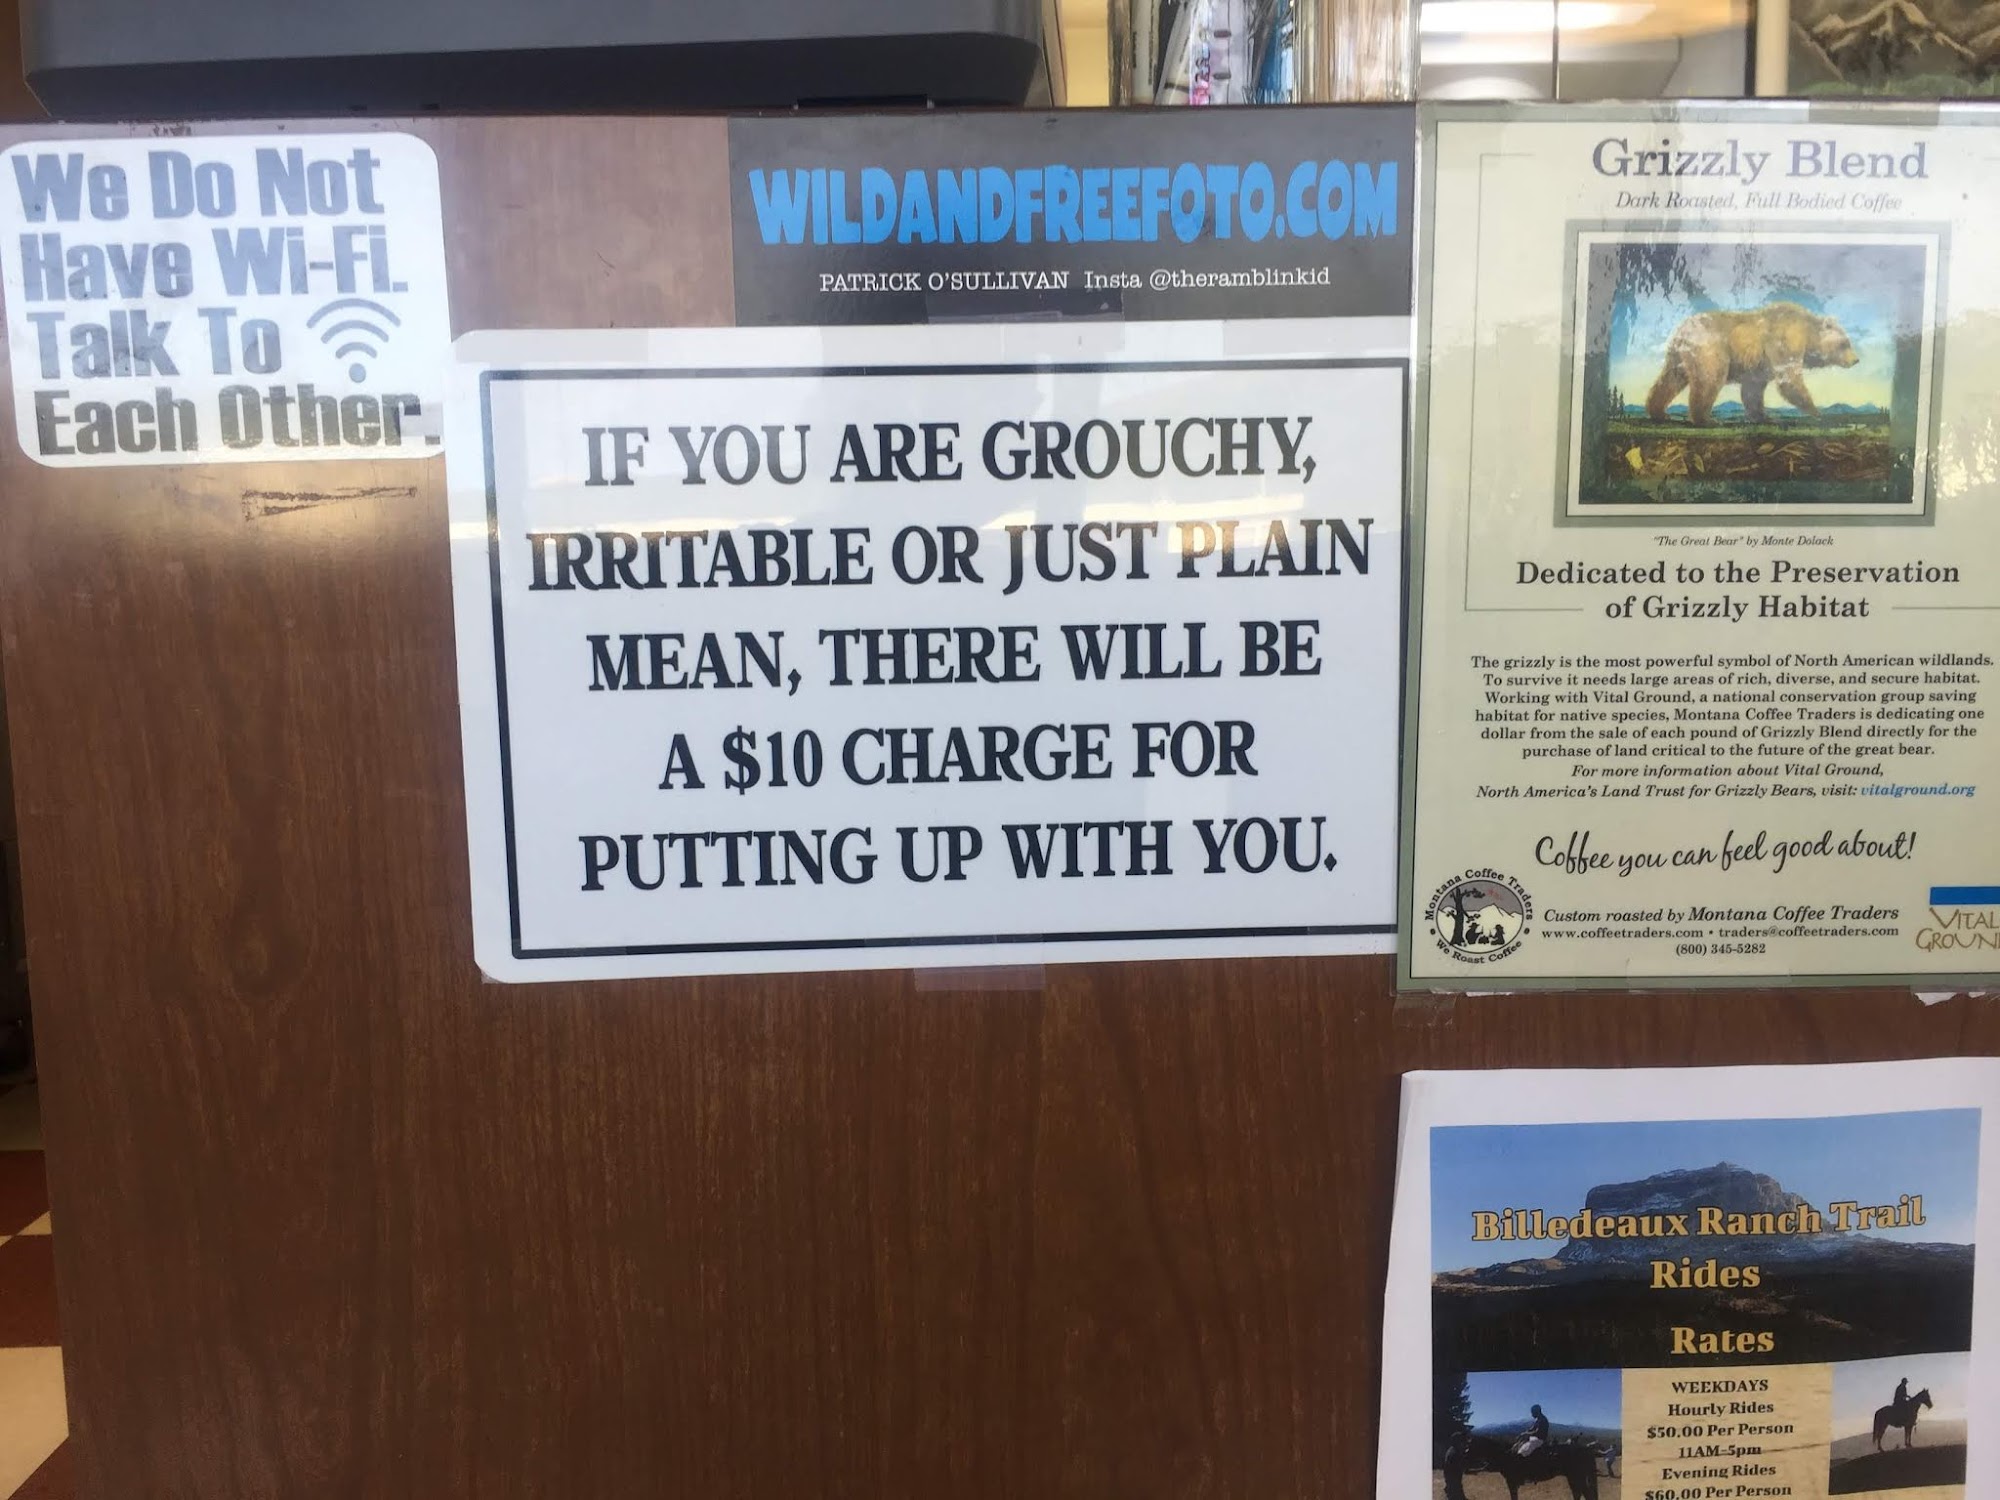 We Do Not
Have Wi-Fi.
Talk To
Each Other.
WILDANDFREEFOTO.COM
PATRICK O'SULLIVAN Insta @theramblinkid
IF YOU ARE GROUCHY,
IRRITABLE OR JUST PLAIN
MEAN, THERE WILL BE
A $10 CHARGE FOR
PUTTING UP WITH YOU.
Grizzly Blend
Dark Roasted, Full Bodied Coffee
"The Great Bear" by Monte Dolack
Dedicated to the Preservation
of Grizzly Habitat
The grizzly is the most powerful symbol of North American wildlands.
To survive it needs large areas of rich, diverse, and secure habitat.
Working with Vital Ground, a national conservation group saving
habitat for native species, Montana Coffee Traders is dedicating one
dollar from the sale of each pound of Grizzly Blend directly for the
purchase of land critical to the future of the great bear.
For more information about Vital Ground,
North America's Land Trust for Grizzly Bears, visit: vitalground.org
Coffee you can feel good about!
Montana Coffee Traders
We Roast Coffee
Custom roasted by Montana Coffee Traders
www.coffeetraders.com • traders@coffeetraders.com
(800) 345-5282
VITAL
GROUN
Billedeaux Ranch Trail
Rides
Rates
WEEKDAYS
Hourly Rides
$50.00 Per Person
11AM-5pm
Evening Rides
$60.00 Per Person